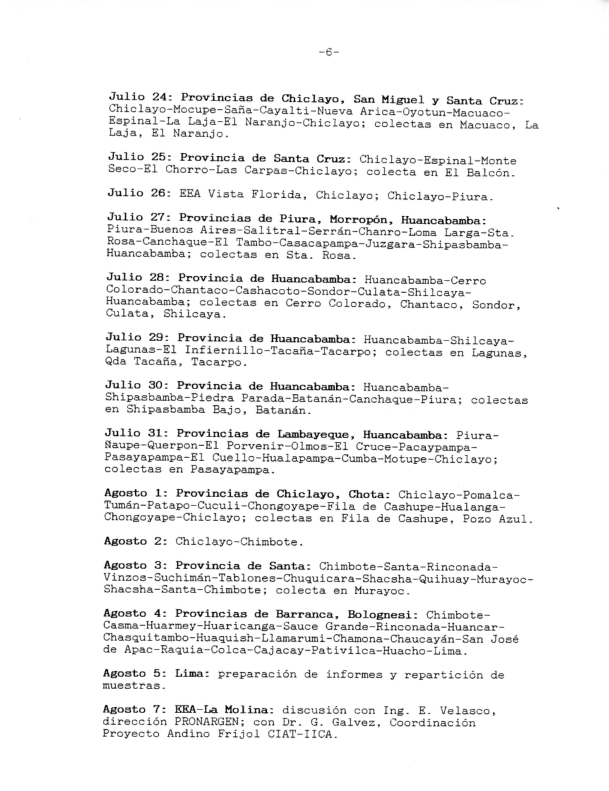 -6-
Julio 24: Provincias de Chiclayo, San Miguel y Santa Cruz:
Chiclayo-Mocupe-Saña-Cayalti-Nueva Arica-Oyotun-Macuaco-
Espinal-La Laja-El Naranjo-Chiclayo; colectas en Macuaco, La
Laja, El Naranjo.
Julio 25: Provincia de Santa Cruz: Chiclayo-Espinal-Monte
Seco-El Chorro-Las Carpas-Chiclayo; colecta en El Balcón.
Julio 26: EEA Vista Florida, Chiclayo; Chiclayo-Piura.
Julio 27: Provincias de Piura, Morropón, Huancabamba:
Piura-Buenos Aires-Salitral-Serrán-Chanro-Loma Larga-Sta.
Rosa-Canchaque-El Tambo-Casacapampa-Juzgara-Shipasbamba-
Huancabamba; colectas en Sta. Rosa.
Julio 28: Provincia de Huancabamba: Huancabamba-Cerro
Colorado-Chantaco-Cashacoto-Sondor-Culata-Shilcaya-
Huancabamba; colectas en Cerro Colorado, Chantaco, Sondor,
Culata, Shilcaya.
Julio 29: Provincia de Huancabamba: Huancabamba-Shilcaya-
Lagunas-El Infiernillo-Tacaña-Tacarpo; colectas en Lagunas,
Qda Tacaña, Tacarpo.
Julio 30: Provincia de Huancabamba: Huancabamba-
Shipasbamba-Piedra Parada-Batanán-Canchaque-Piura; colectas
en Shipasbamba Bajo, Batanán.
Julio 31: Provincias de Lambayeque, Huancabamba: Piura-
Ñaupe-Querpon-El Porvenir-Olmos-El Cruce-Pacaypampa-
Pasayapampa-El Cuello-Hualapampa-Cumba-Motupe-Chiclayo;
colectas en Pasayapampa.
Agosto 1: Provincias de Chiclayo, Chota: Chiclayo-Pomalca-
Tumán-Patapo-Cuculi-Chongoyape-Fila de Cashupe-Hualanga-
Chongoyape-Chiclayo; colectas en Fila de Cashupe, Pozo Azul.
Agosto 2: Chiclayo-Chimbote.
Agosto 3: Provincia de Santa: Chimbote-Santa-Rinconada-
Vinzos-Suchimán-Tablones-Chuquicara-Shacsha-Quihuay-Murayoc-
Shacsha-Santa-Chimbote; colecta en Murayoc.
Agosto 4: Provincias de Barranca, Bolognesi: Chimbote-
Casma-Huarmey-Huaricanga-Sauce Grande-Rinconada-Huancar-
Chasquitambo-Huaquish-Llamarumi-Chamona-Chaucayán-San José
de Apac-Raquia-Colca-Cajacay-Pativilca-Huacho-Lima.
Agosto 5: Lima: preparación de informes y repartición de
muestras.
Agosto 7: EEA-La Molina: discusión con Ing. E. Velasco,
dirección PRONARGEN; con Dr. G. Galvez, Coordinación
Proyecto Andino Fríjol CIAT-IICA.